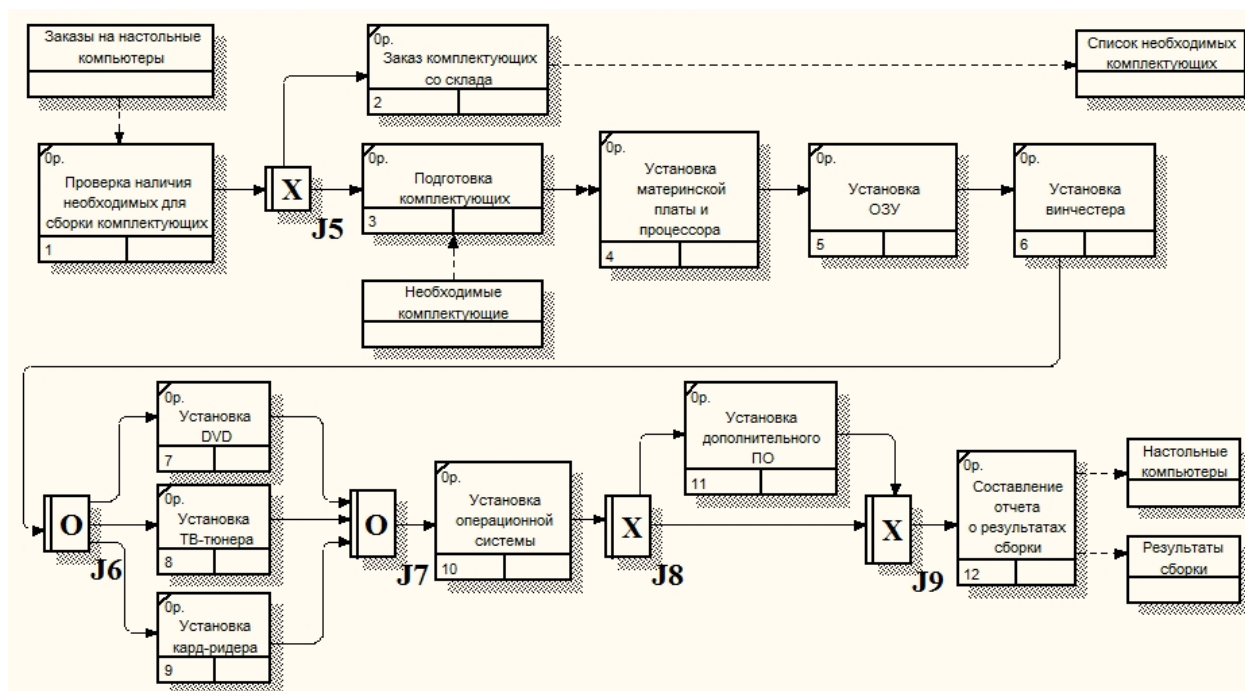 Заказы на настольные
компьютеры
0р.
Заказ комплектующих
со склада
2
Список необходимых
комплектующих
0р.
Проверка наличия
необходимых для
сборки комплектующих
1
X
J5
0р.
Подготовка
комплектующих
3
0р.
Установка
материнской
платы и
процессора
4
0р.
Установка
ОЗУ
5
0р.
Установка
винчестера
6
Необходимые
комплектующие
0р.
Установка
DVD
7
O
J6
0р.
Установка
ТВ-тюнера
8
0р.
Установка
кард-ридера
9
O
J7
0р.
Установка
операционной
системы
10
X
J8
0р.
Установка
дополнительного
ПО
11
X
J9
0р.
Составление
отчета
о результатах
сборки
12
Настольные
компьютеры
Результаты
сборки